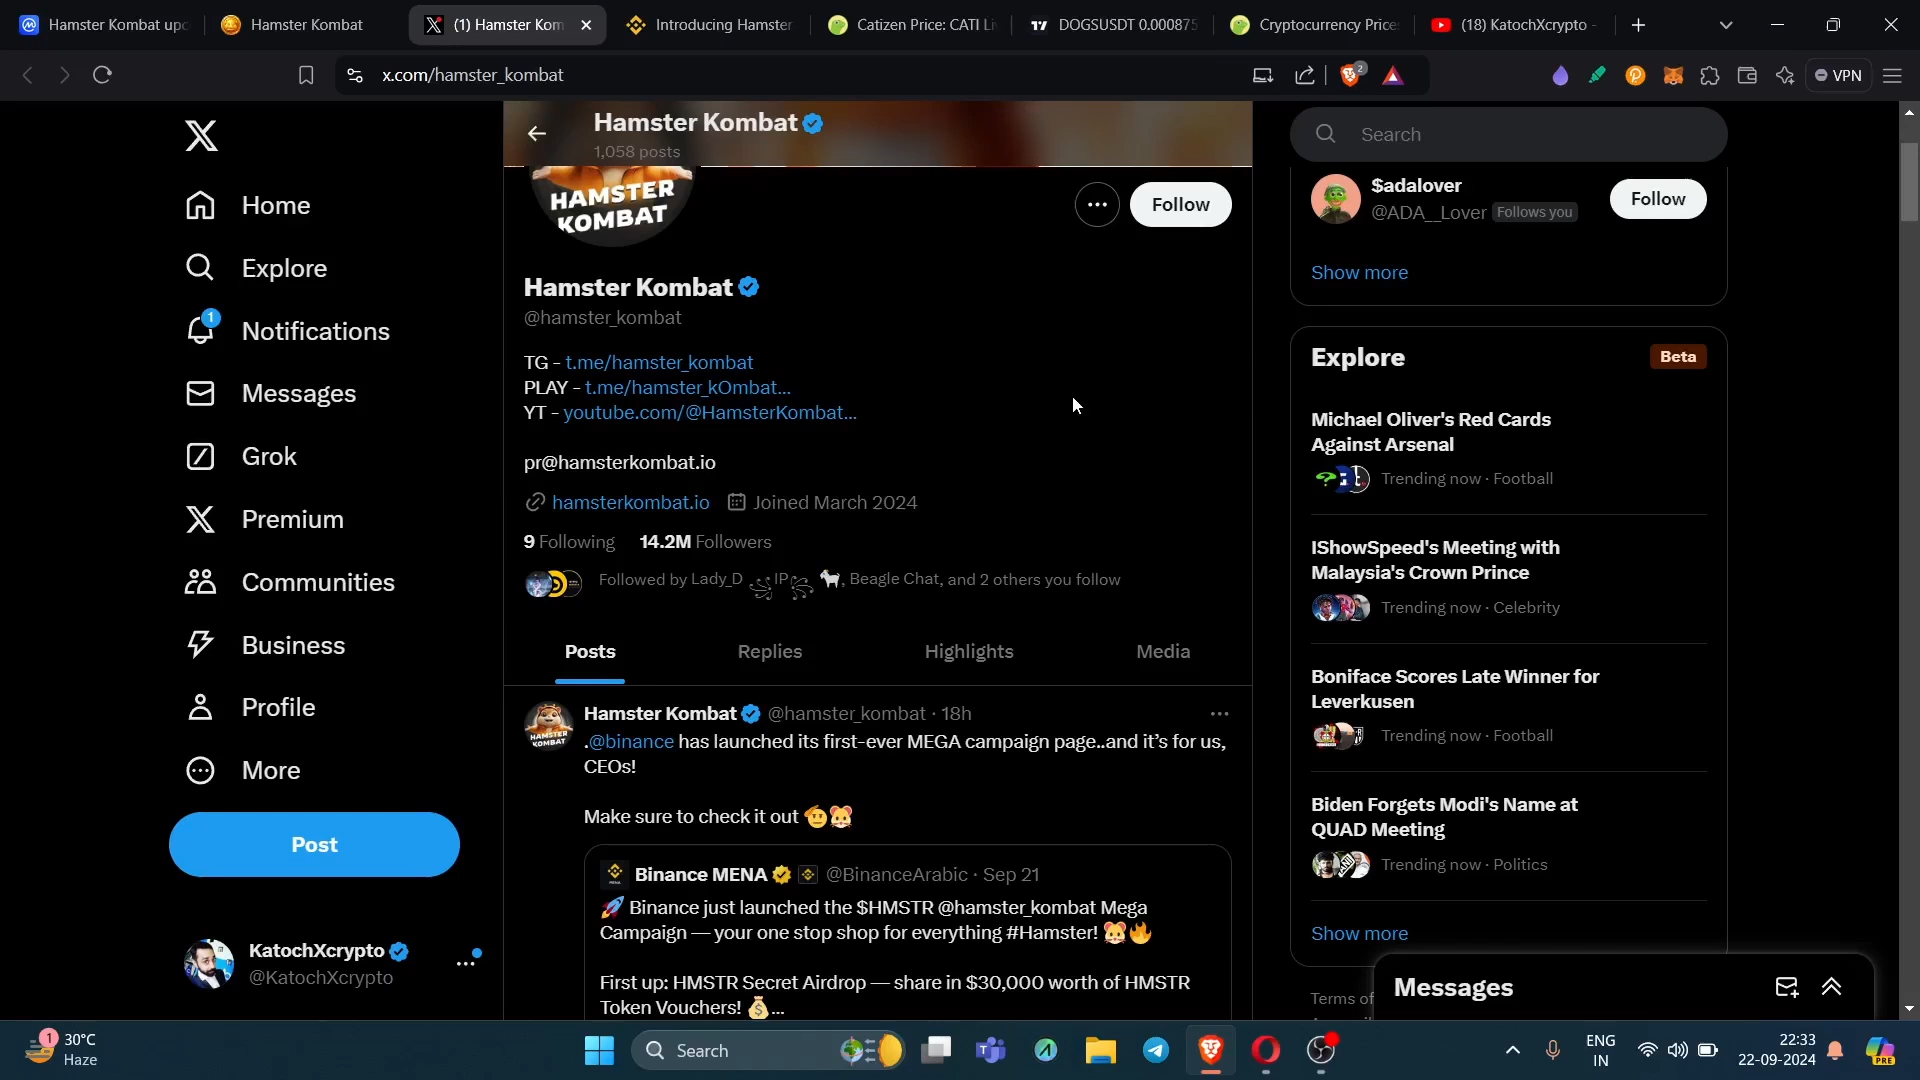 Hamster Kombat upc
Hamster Kombat
(1) Hamster Kom
Introducing Hamster
Catizen Price: CATI Li
DOGSUSDT 0.000875
Cryptocurrency Price
(18) KatochXcrypto -
x.com/hamster_kombat
2
VPN
Home
Explore
1
Notifications
Messages
Grok
Premium
Communities
Business
Profile
More
Post
KatochXcrypto
@KatochXcrypto
Hamster Kombat
1,058 posts
HAMSTER
KOMBAT
Follow
Hamster Kombat
@hamster_kombat
TG - t.me/hamster_kombat
PLAY - t.me/hamster_kOmbat...
YT - youtube.com/@HamsterKombat...
pr@hamsterkombat.io
hamsterkombat.io Joined March 2024
9 Following 14.2M Followers
Followed by Lady_D ꧁IP꧂ 🐐, Beagle Chat, and 2 others you follow
Posts Replies Highlights Media
HAMSTER
KOMBAT
Hamster Kombat @hamster_kombat · 18h
.@binance has launched its first-ever MEGA campaign page..and it's for us,
CEOs!
Make sure to check it out 🫡🐹
Binance MENA @BinanceArabic · Sep 21
🚀 Binance just launched the $HMSTR @hamster_kombat Mega
Campaign — your one stop shop for everything #Hamster! 🐹🔥
First up: HMSTR Secret Airdrop — share in $30,000 worth of HMSTR
Token Vouchers! 💰...
Search
$adalover
@ADA__Lover Follows you
Follow
Show more
Explore
Beta
Michael Oliver's Red Cards
Against Arsenal
Trending now · Football
IShowSpeed's Meeting with
Malaysia's Crown Prince
Trending now · Celebrity
Boniface Scores Late Winner for
Leverkusen
Trending now · Football
Biden Forgets Modi's Name at
QUAD Meeting
Trending now · Politics
Show more
Terms of
Messages
1
30°C
Haze
Search
ENG
IN
22:33
22-09-2024
PRE